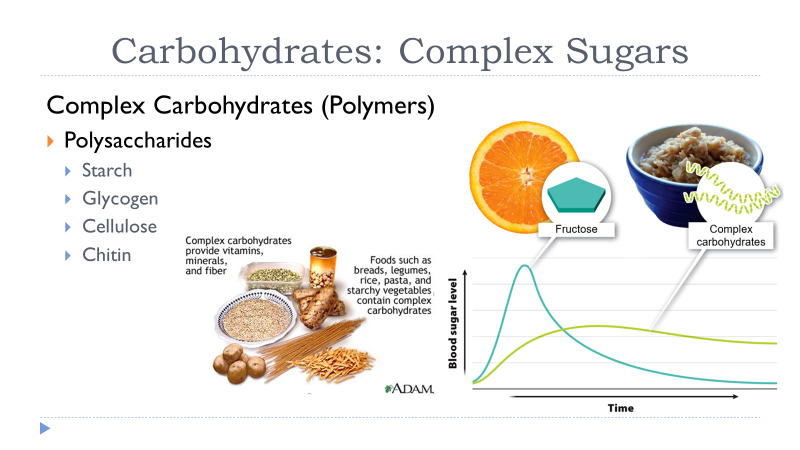 Carbohydrates: Complex Sugars
Complex Carbohydrates (Polymers)
Polysaccharides
Starch
Glycogen
Cellulose
Chitin
Complex carbohydrates
provide vitamins,
minerals,
and fiber
Foods such as
breads, legumes,
rice, pasta, and
starchy vegetables
contain complex
carbohydrates
ADAM.
Fructose
Complex
carbohydrates
Blood sugar level
Time